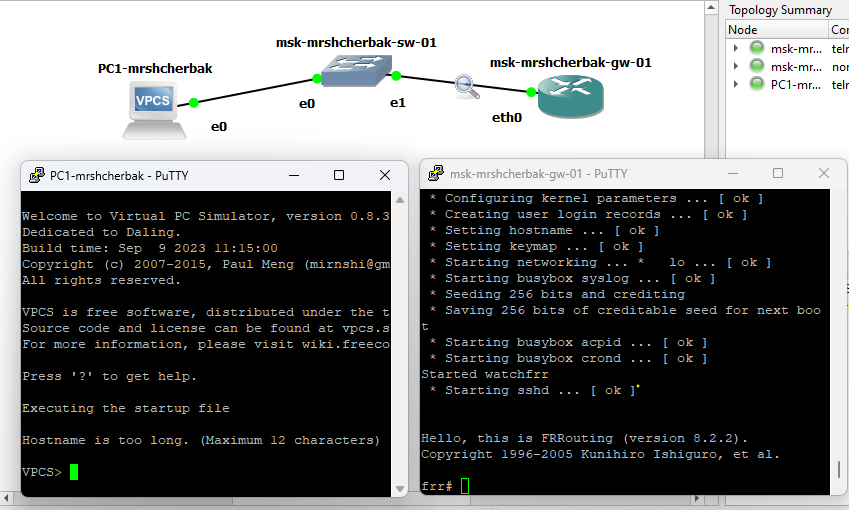 Topology Summary
Node
Con
msk-mr... teln
msk-mr... non
PC1-mr... teln
msk-mrshcherbak-sw-01
PC1-mrshcherbak
msk-mrshcherbak-gw-01
VPCS
e0
e0
e1
eth0
PC1-mrshcherbak - PuTTY
Welcome to Virtual PC Simulator, version 0.8.3
Dedicated to Daling.
Build time: Sep  9 2023 11:15:00
Copyright (c) 2007-2015, Paul Meng (mirnshi@gm
All rights reserved.
VPCS is free software, distributed under the t
Source code and license can be found at vpcs.s
For more information, please visit wiki.freeco
Press '?' to get help.
Executing the startup file
Hostname is too long. (Maximum 12 characters)
VPCS>
msk-mrshcherbak-gw-01 - PuTTY
* Configuring kernel parameters ... [ ok ]
* Creating user login records ... [ ok ]
* Setting hostname ... [ ok ]
* Setting keymap ... [ ok ]
* Starting networking ... *   lo ... [ ok ]
* Starting busybox syslog ... [ ok ]
* Seeding 256 bits and crediting
* Saving 256 bits of creditable seed for next boo
t
* Starting busybox acpid ... [ ok ]
* Starting busybox crond ... [ ok ]
Started watchfrr
* Starting sshd ... [ ok ]
Hello, this is FRRouting (version 8.2.2).
Copyright 1996-2005 Kunihiro Ishiguro, et al.
frr#